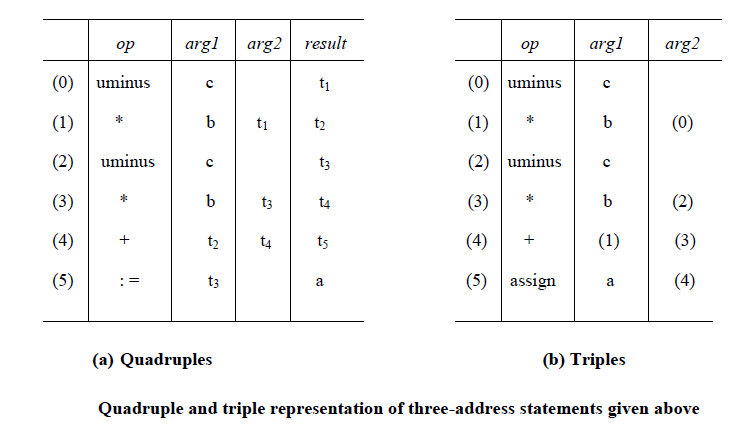 op arg1 arg2 result
(0) uminus c t₁
(1) * b t₁ t₂
(2) uminus c t₃
(3) * b t₃ t₄
(4) + t₂ t₄ t₅
(5) : = t₃ a
(a) Quadruples
op arg1 arg2
(0) uminus c
(1) * b (0)
(2) uminus c
(3) * b (2)
(4) + (1) (3)
(5) assign a (4)
(b) Triples
Quadruple and triple representation of three-address statements given above